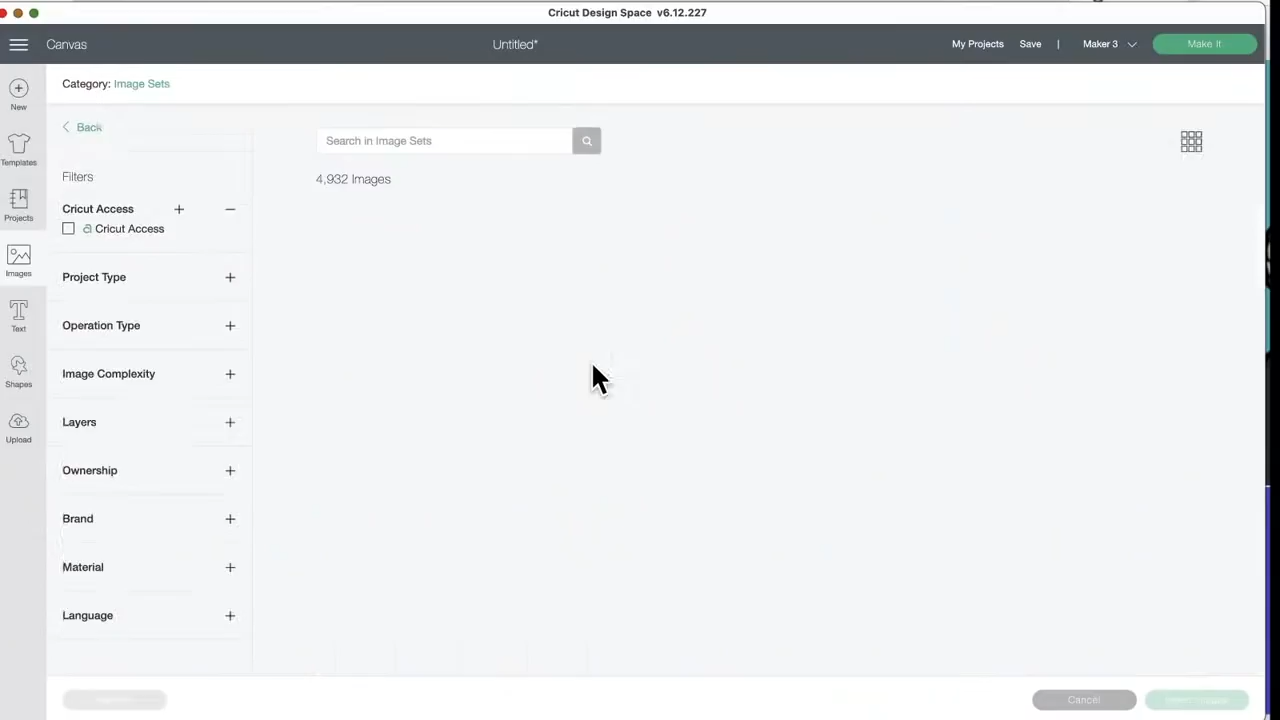 Cricut Design Space v6.12.227
Canvas
Untitled*
My Projects
Save
|
Maker 3
Make It
Category: Image Sets
New
Templates
Projects
Images
Text
Shapes
Upload
Back
Filters
Cricut Access
Cricut Access
Project Type
Operation Type
Image Complexity
Layers
Ownership
Brand
Material
Language
Search in Image Sets
4,932 Images
Cancel